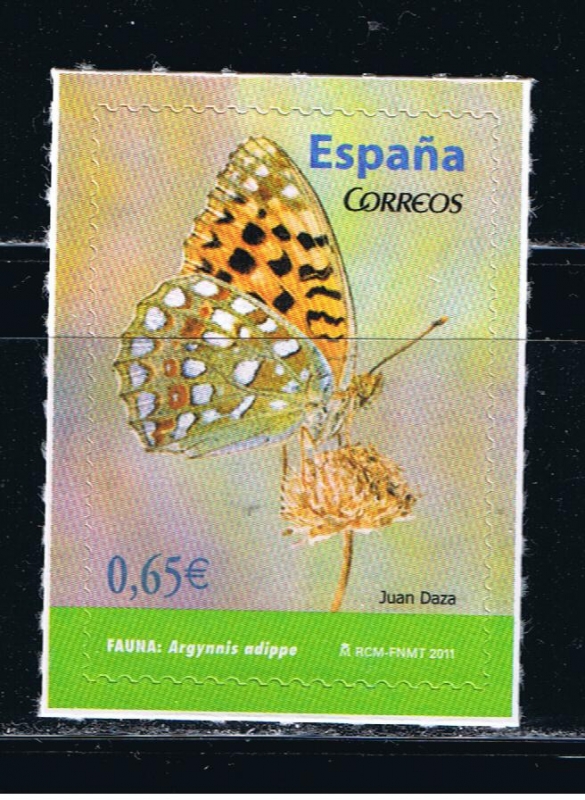 España
CORREOS
0,65€
Juan Daza
FAUNA: Argynnis adippe
RCM-FNMT 2011